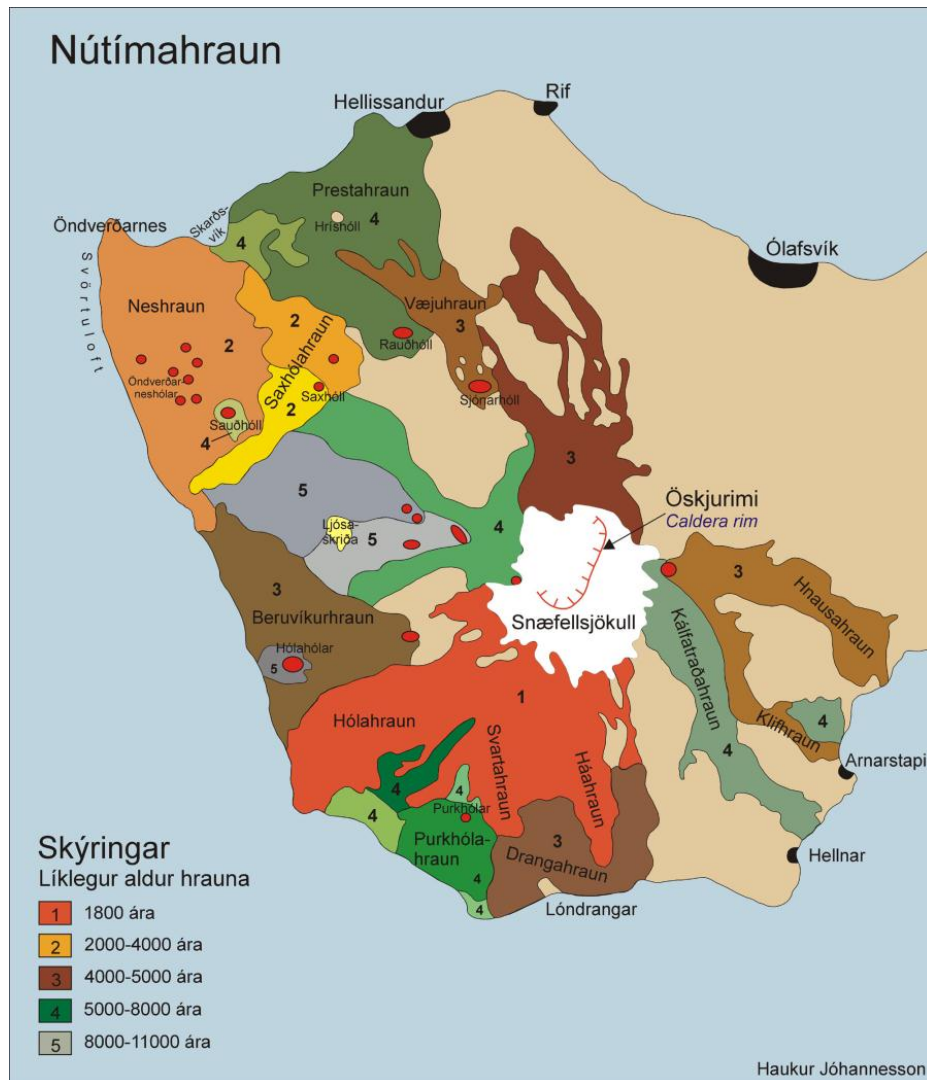 Nútímahraun
Rif
Hellissandur
Prestahraun
4
Hríshóll
Skarðs-
vík
4
Öndverðarnes
Svörtuloft
Ólafsvík
Neshraun
2
2
Væjuhraun
3
Rauðhóll
Saxhólahraun
Öndverðar-
neshólar
Saxhóll
2
Sjónarhóll
Sauðhóll
4
3
5
Öskjurimi
Caldera rim
Ljósa-
skriða
5
4
3
Hnausahraun
3
Beruvíkurhraun
Snæfellsjökull
Kálfatraðahraun
Hólahólar
5
1
Hólahraun
Svartahraun
Háahraun
Klifhraun
4
4
Arnarstapi
4
4
4
Purkhólar
Purkhóla-
hraun
3
Drangahraun
Hellnar
4
4
Lóndrangar
Skýringar
Líklegur aldur hrauna
1 1800 ára
2 2000-4000 ára
3 4000-5000 ára
4 5000-8000 ára
5 8000-11000 ára
Haukur Jóhannesson